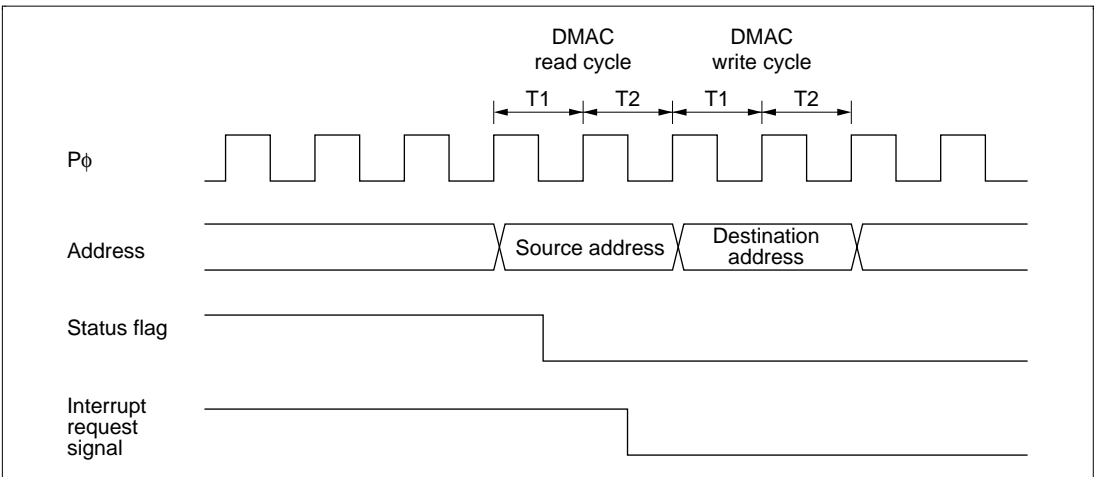 DMAC read cycle
DMAC write cycle
T1 T2 T1 T2
Pϕ
Address
Source address
Destination address
Status flag
Interrupt
request
signal